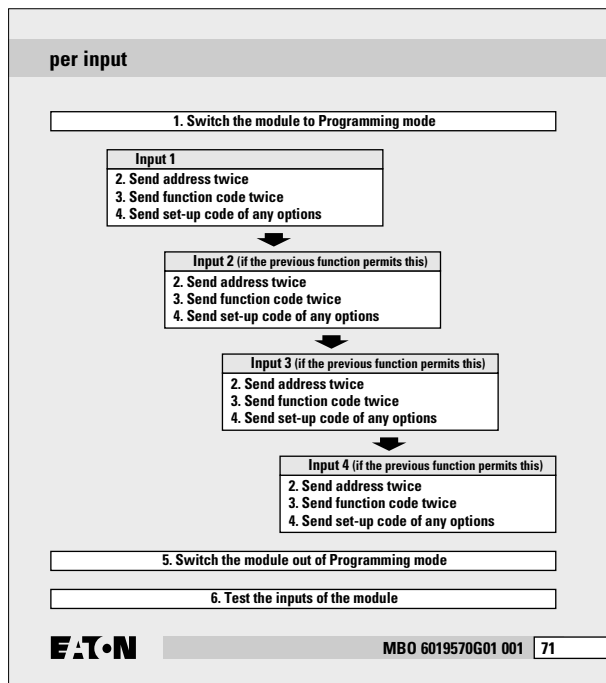 per input
1. Switch the module to Programming mode
Input 1
2. Send address twice
3. Send function code twice
4. Send set-up code of any options
Input 2 (if the previous function permits this)
2. Send address twice
3. Send function code twice
4. Send set-up code of any options
Input 3 (if the previous function permits this)
2. Send address twice
3. Send function code twice
4. Send set-up code of any options
Input 4 (if the previous function permits this)
2. Send address twice
3. Send function code twice
4. Send set-up code of any options
5. Switch the module out of Programming mode
6. Test the inputs of the module
EATON
MBO 6019570G01 001 71